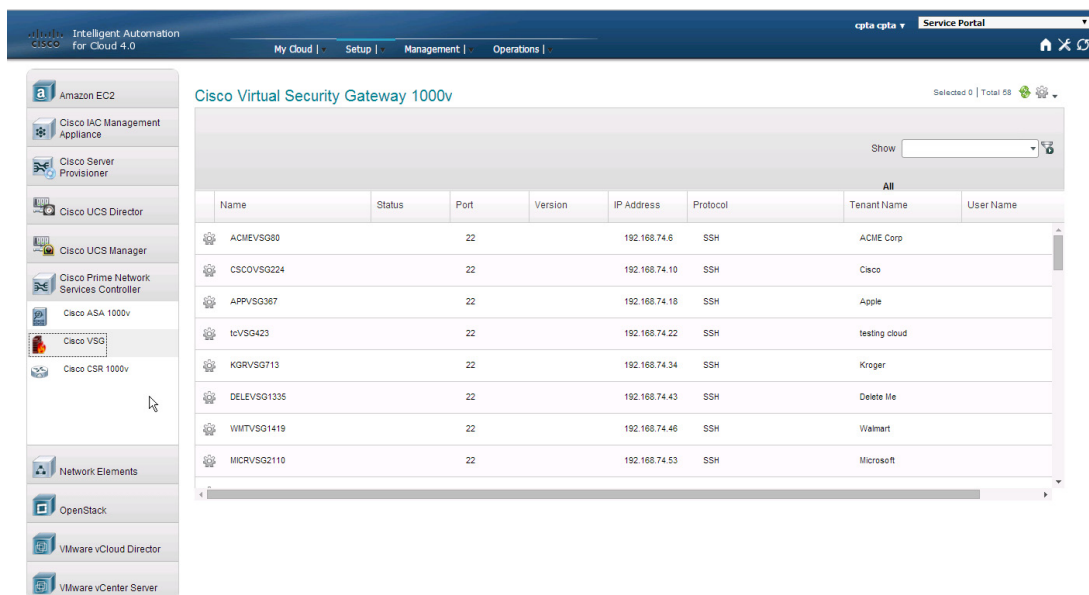 cpta cpta ▾ Service Portal
Intelligent Automation
CISCO for Cloud 4.0
My Cloud | Setup | Management | Operations |
Amazon EC2
Cisco IAC Management
Appliance
Cisco Server
Provisioner
Cisco UCS Director
Cisco UCS Manager
Cisco Prime Network
Services Controller
Cisco ASA 1000v
Cisco VSG
Cisco CSR 1000v
Network Elements
OpenStack
VMware vCloud Director
VMware vCenter Server
Cisco Virtual Security Gateway 1000v
Selected 0 | Total 58
Show
All
Name Status Port Version IP Address Protocol Tenant Name User Name
ACMEVSG80 22 192.168.74.6 SSH ACME Corp
CSCOVSG224 22 192.168.74.10 SSH Cisco
APPVSG367 22 192.168.74.18 SSH Apple
tcVSG423 22 192.168.74.22 SSH testing cloud
KGRVSG713 22 192.168.74.34 SSH Kroger
DELEVSG1335 22 192.168.74.43 SSH Delete Me
WMTVSG1419 22 192.168.74.46 SSH Walmart
MICRVSG2110 22 192.168.74.53 SSH Microsoft